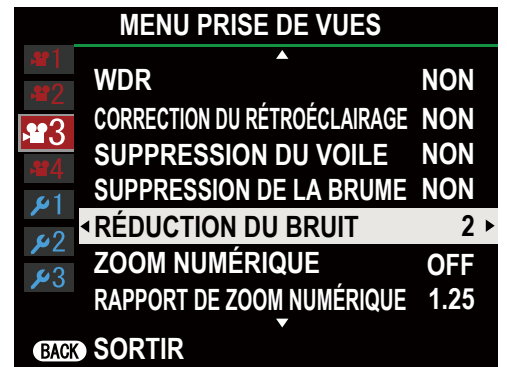 MENU PRISE DE VUES
1
2
3
4
1
2
3
WDR NON
CORRECTION DU RÉTROÉCLAIRAGE NON
SUPPRESSION DU VOILE NON
SUPPRESSION DE LA BRUME NON
RÉDUCTION DU BRUIT 2
ZOOM NUMÉRIQUE OFF
RAPPORT DE ZOOM NUMÉRIQUE 1.25
BACK SORTIR